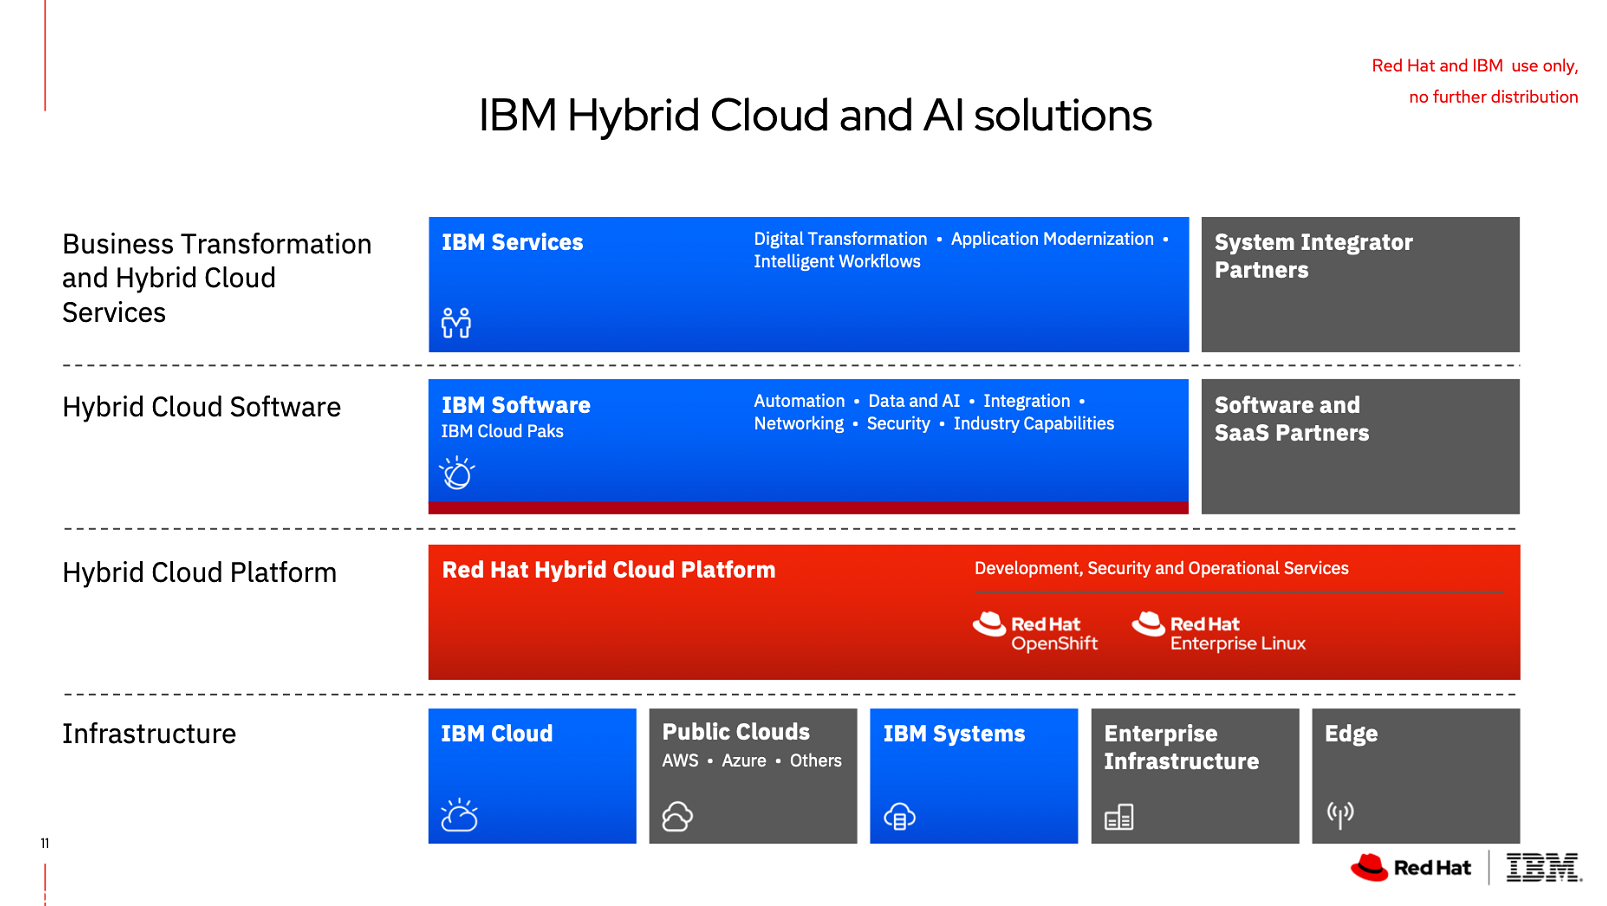 Red Hat and IBM  use only,
no further distribution
IBM Hybrid Cloud and AI solutions
Business Transformation
and Hybrid Cloud
Services
IBM Services
Digital Transformation • Application Modernization •
Intelligent Workflows
System Integrator
Partners
Hybrid Cloud Software
IBM Software
IBM Cloud Paks
Automation • Data and AI • Integration •
Networking • Security • Industry Capabilities
Software and
SaaS Partners
Hybrid Cloud Platform
Red Hat Hybrid Cloud Platform
Development, Security and Operational Services
Red Hat
OpenShift
Red Hat
Enterprise Linux
Infrastructure
IBM Cloud
Public Clouds
AWS • Azure • Others
IBM Systems
Enterprise
Infrastructure
Edge
11
Red Hat
IBM.